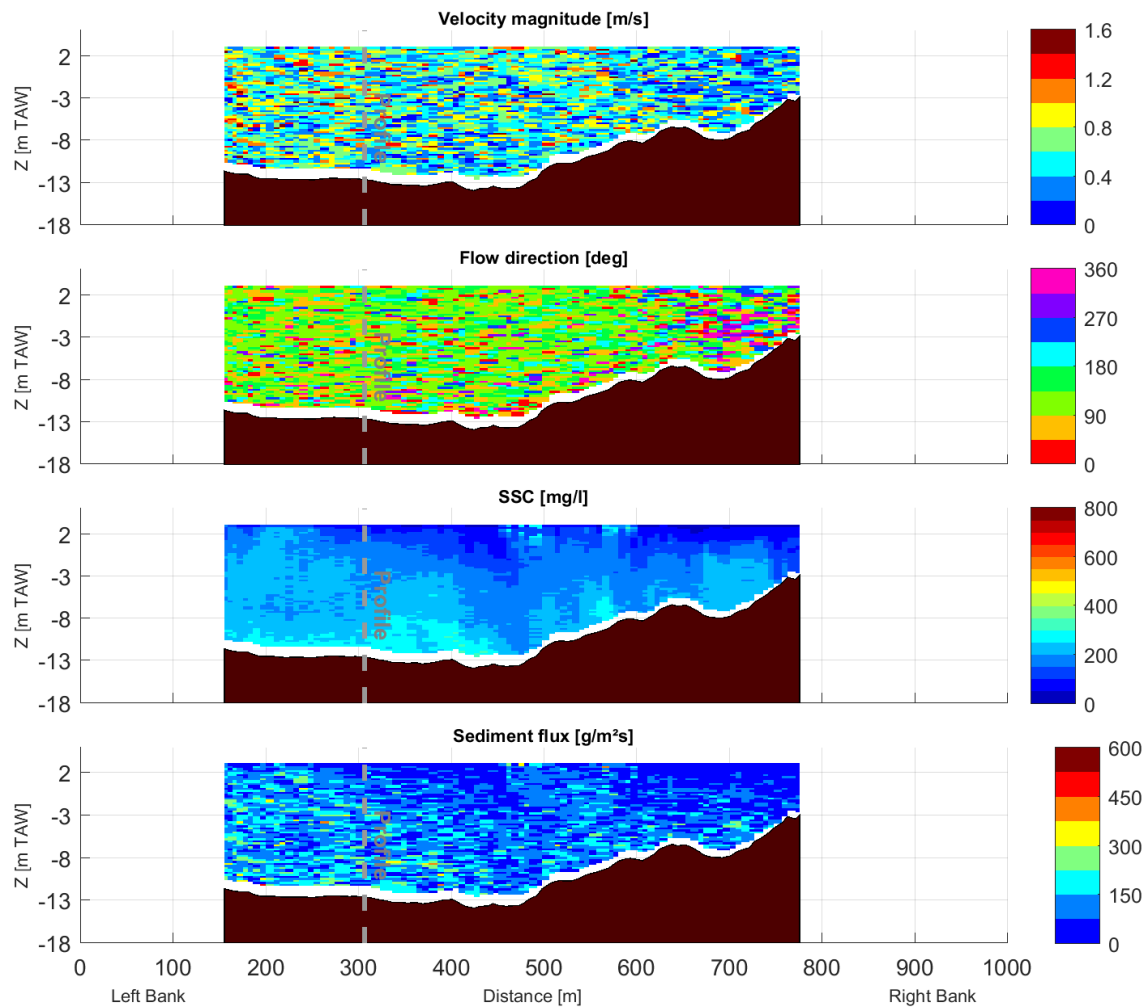 Velocity magnitude [m/s]
Z [m TAW]
2
-3
-8
-13
-18
Profile
1.6
1.2
0.8
0.4
0
Flow direction [deg]
Z [m TAW]
2
-3
-8
-13
-18
Profile
360
270
180
90
0
SSC [mg/l]
Z [m TAW]
2
-3
-8
-13
-18
Profile
800
600
400
200
0
Sediment flux [g/m²s]
Z [m TAW]
2
-3
-8
-13
-18
Profile
600
450
300
150
0
0 100 200 300 400 500 600 700 800 900 1000
Left Bank Distance [m] Right Bank